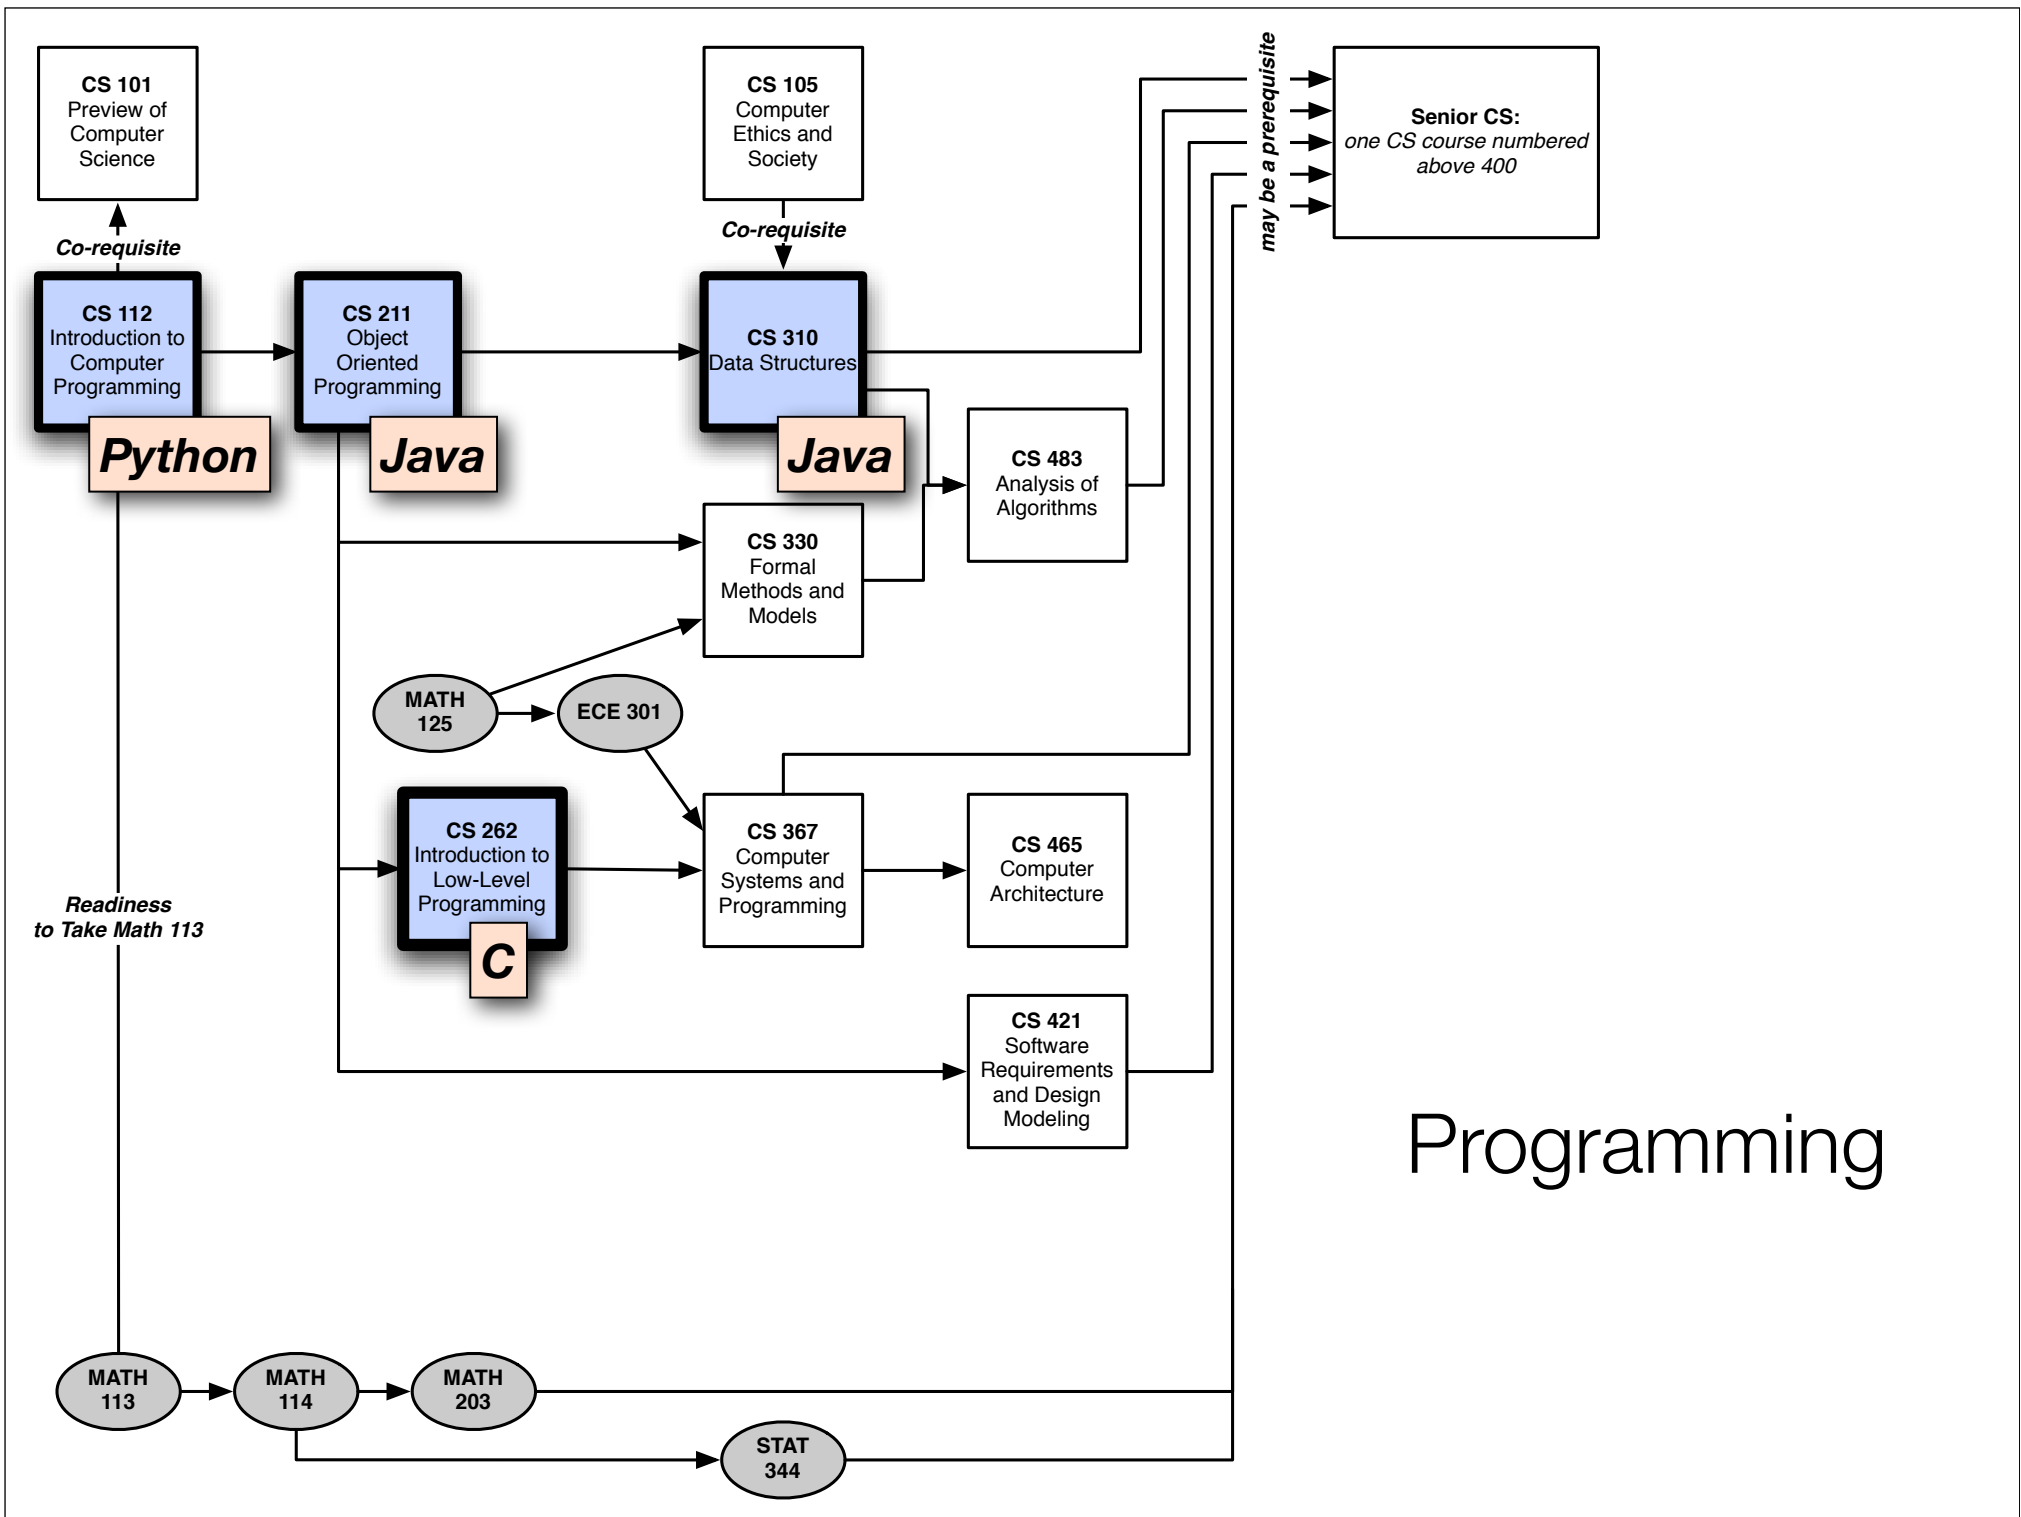 CS 101
Preview of
Computer
Science
CS 105
Computer
Ethics and
Society
may be a prerequisite
Senior CS:
one CS course numbered
above 400
Co-requisite
Co-requisite
CS 112
Introduction to
Computer
Programming
Python
CS 211
Object
Oriented
Programming
Java
CS 310
Data Structures
Java
CS 483
Analysis of
Algorithms
CS 330
Formal
Methods and
Models
MATH
125
ECE 301
CS 262
Introduction to
Low-Level
Programming
C
CS 367
Computer
Systems and
Programming
CS 465
Computer
Architecture
Readiness
to Take Math 113
CS 421
Software
Requirements
and Design
Modeling
Programming
MATH
113
MATH
114
MATH
203
STAT
344